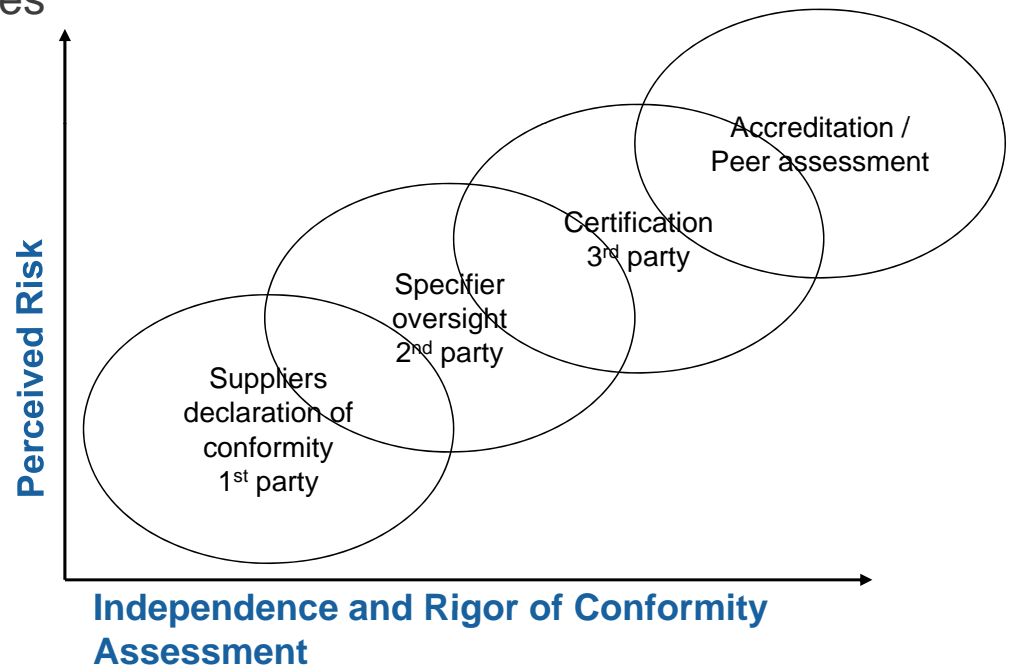 es
Accreditation /
Peer assessment
Certification
3rd party
Specifier
oversight
2nd party
Suppliers
declaration of
conformity
1st party
Perceived Risk
Independence and Rigor of Conformity
Assessment